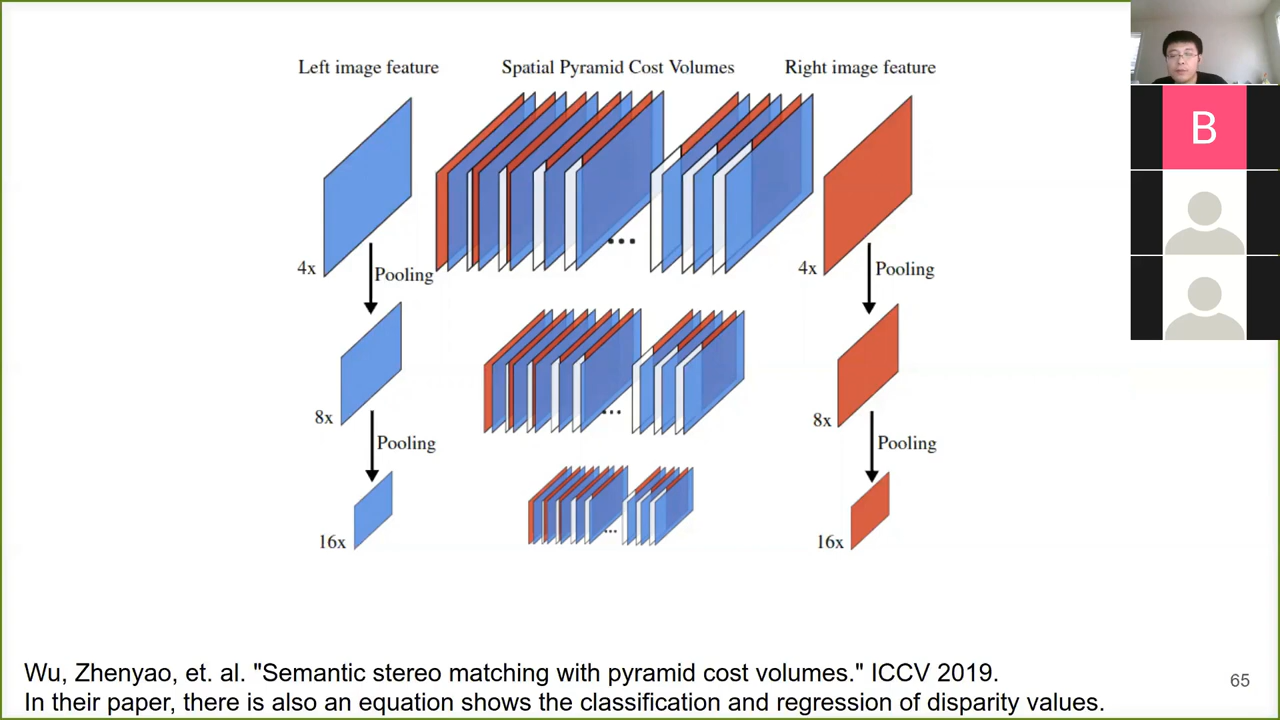 Left image feature
Spatial Pyramid Cost Volumes
Right image feature
B
4x
Pooling
...
4x
Pooling
8x
Pooling
...
8x
Pooling
16x
...
16x
Wu, Zhenyao, et. al. "Semantic stereo matching with pyramid cost volumes." ICCV 2019.
In their paper, there is also an equation shows the classification and regression of disparity values.
65